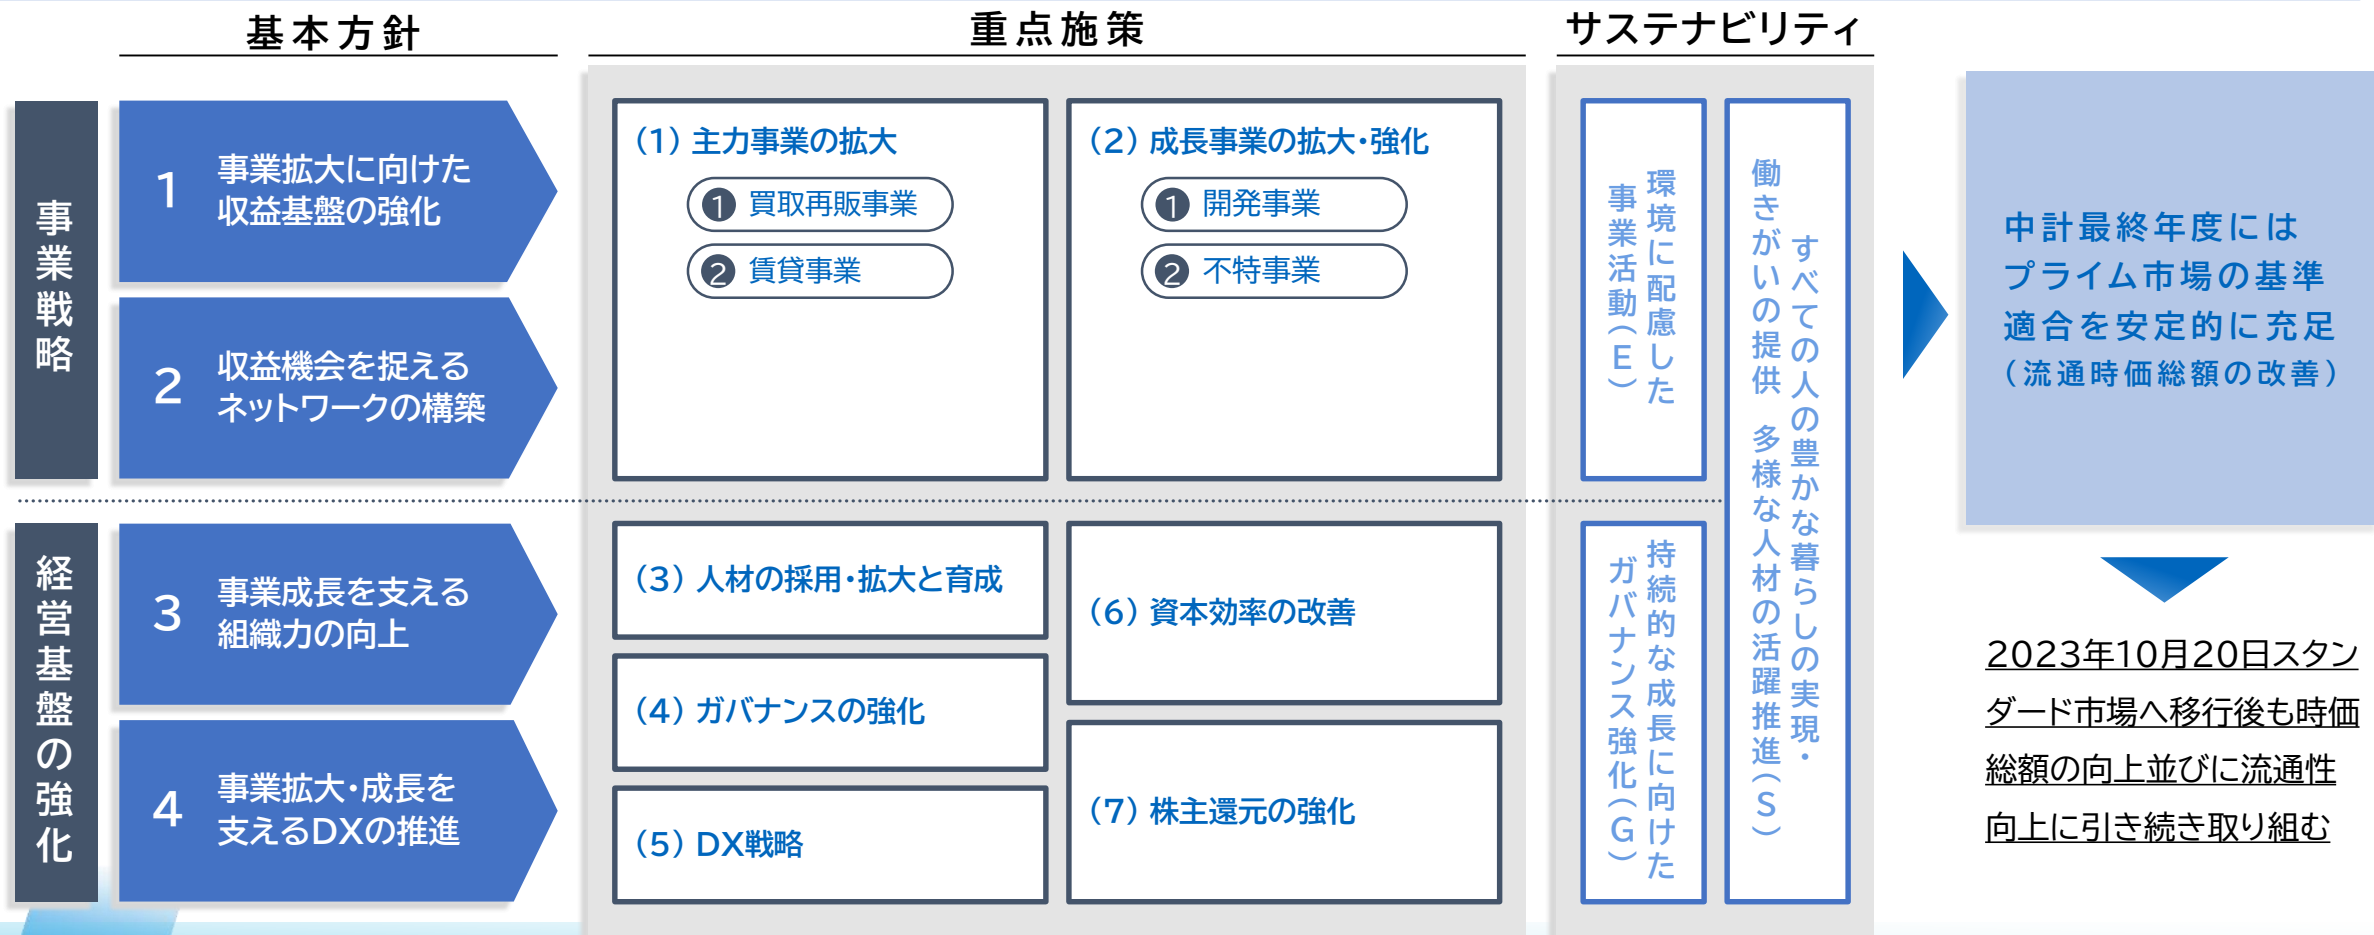 基本方針
重点施策
サステナビリティ
事業戦略
1
事業拡大に向けた
収益基盤の強化
2
収益機会を捉える
ネットワークの構築
(1) 主力事業の拡大
1 買取再販事業
2 賃貸事業
(2) 成長事業の拡大・強化
1 開発事業
2 不特事業
経営基盤の強化
3
事業成長を支える
組織力の向上
4
事業拡大・成長を
支えるDXの推進
(3) 人材の採用・拡大と育成
(4) ガバナンスの強化
(5) DX戦略
(6) 資本効率の改善
(7) 株主還元の強化
環境に配慮した
事業活動(E)
持続的な成長に向けた
ガバナンス強化(G)
すべての人の豊かな暮らしの実現・
働きがいの提供 多様な人材の活躍推進(S)
中計最終年度には
プライム市場の基準
適合を安定的に充足
(流通時価総額の改善)
2023年10月20日スタン
ダード市場へ移行後も時価
総額の向上並びに流通性
向上に引き続き取り組む